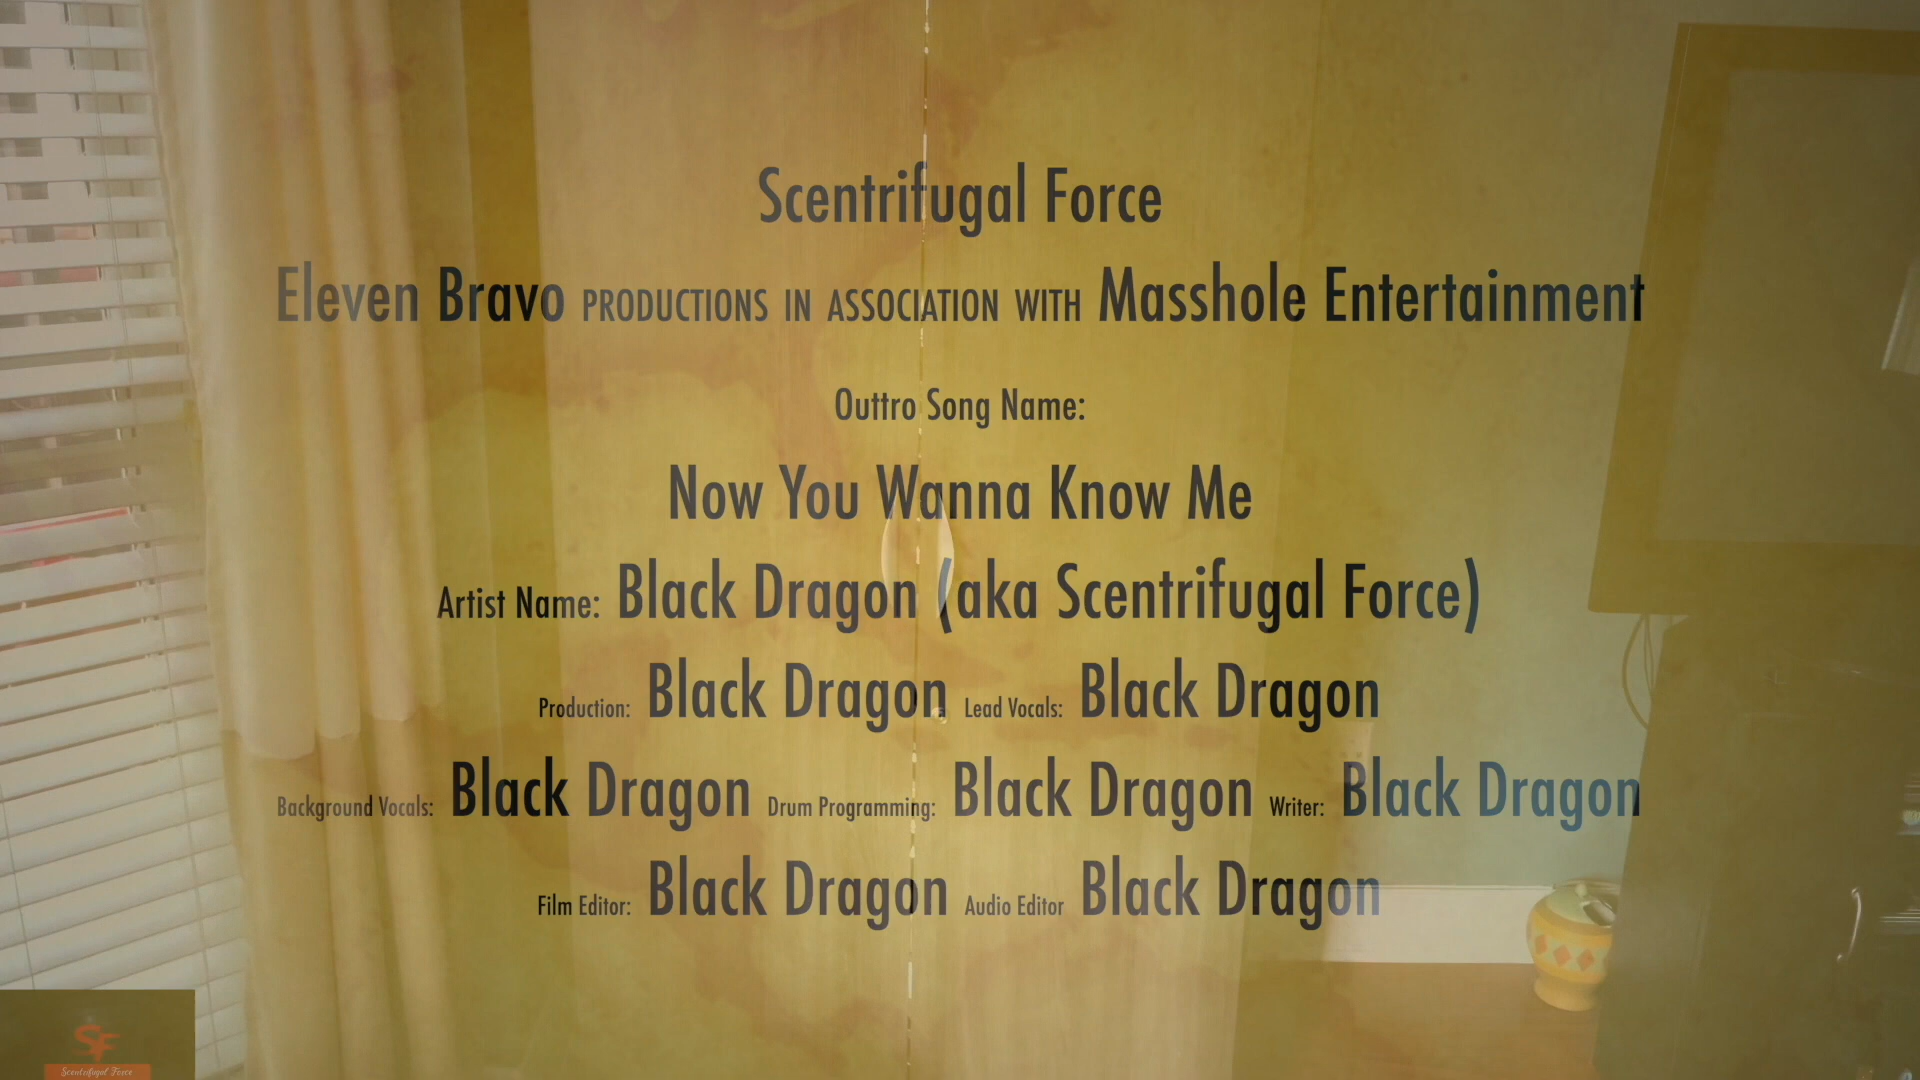 Scentrifugal Force
Eleven Bravo PRODUCTIONS IN ASSOCIATION WITH Masshole Entertainment
Outtro Song Name:
Now You Wanna Know Me
Artist Name: Black Dragon (aka Scentrifugal Force)
Production: Black Dragon Lead Vocals: Black Dragon
Background Vocals: Black Dragon Drum Programming: Black Dragon Writer: Black Dragon
Film Editor: Black Dragon Audio Editor Black Dragon
SF
Scentrifugal Force